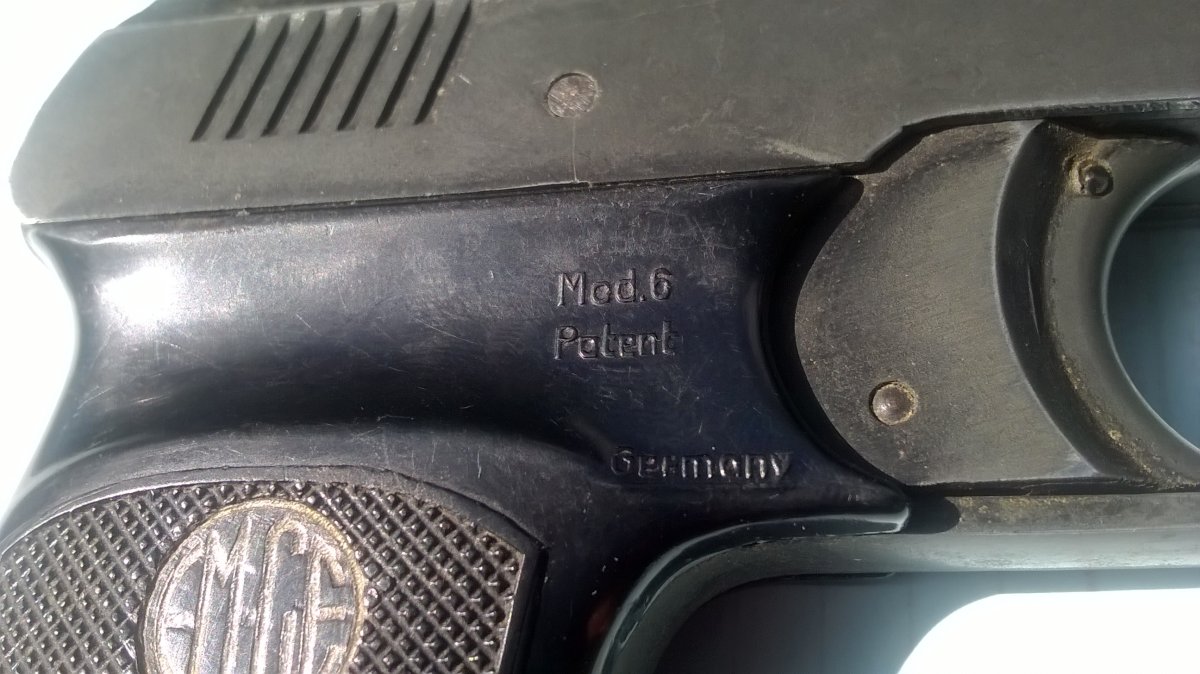 Mod.6
Patent
Germany
EMGE